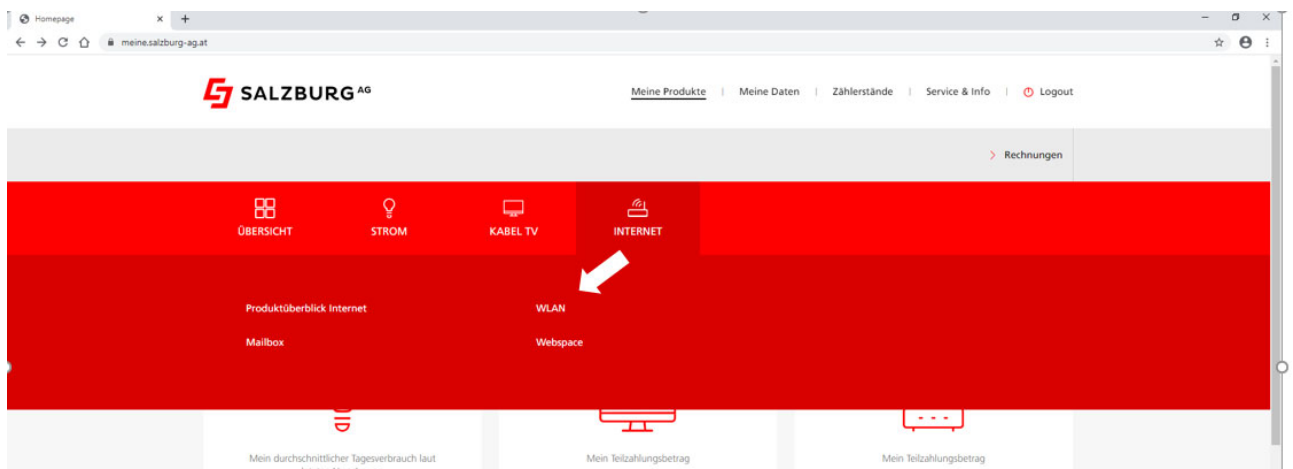 Homepage
meine.salzburg-ag.at
SALZBURG AG
Meine Produkte | Meine Daten | Zählerstände | Service & Info | Logout
> Rechnungen
ÜBERSICHT STROM KABEL TV INTERNET
Produktüberblick Internet WLAN
Mailbox Webspace
Mein durchschnittlicher Tagesverbrauch laut Mein Teilzahlungsbetrag Mein Teilzahlungsbetrag